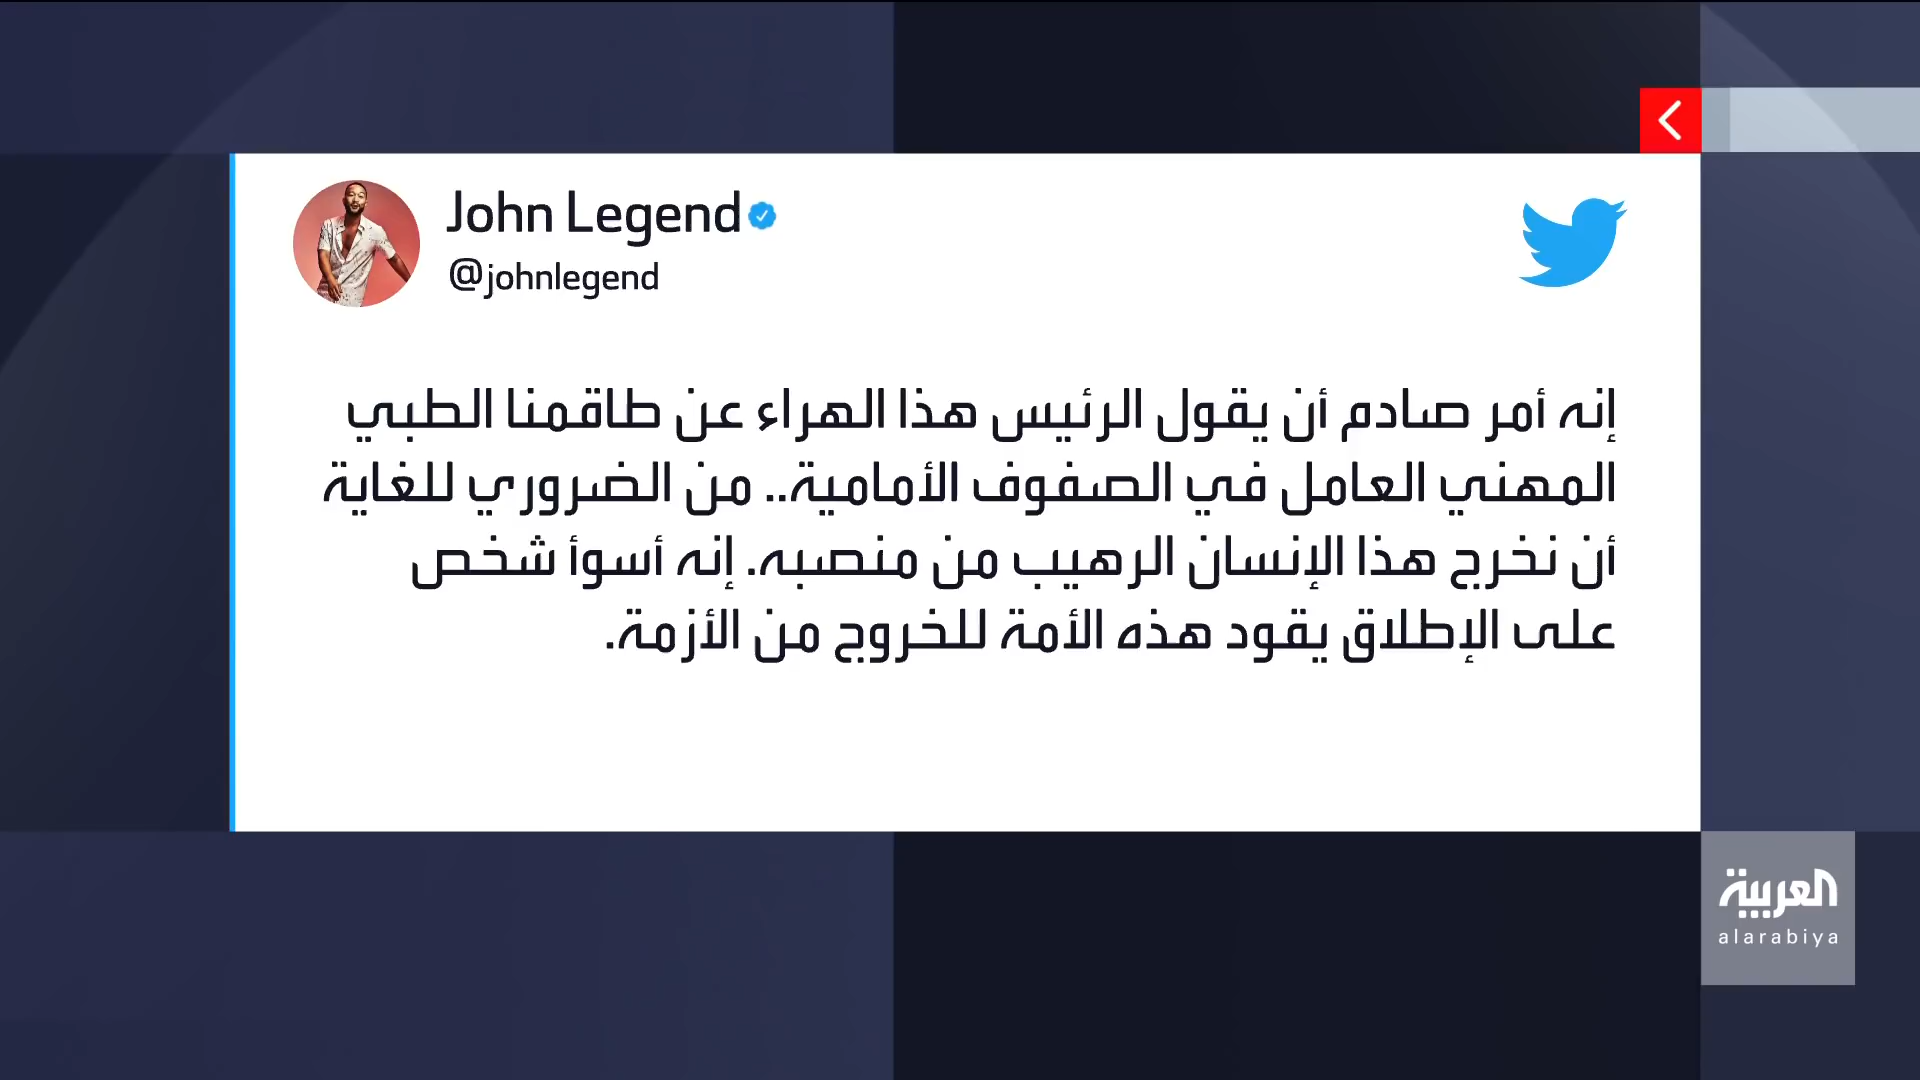 John Legend
@johnlegend
إنه أمر صادم أن يقول الرئيس هذا الهراء عن طاقمنا الطبي
المهني العامل في الصفوف الأمامية.. من الضروري للغاية
أن نخرج هذا الإنسان الرهيب من منصبه. إنه أسوأ شخص
على الإطلاق يقود هذه الأمة للخروج من الأزمة.
العربية
alarabiya